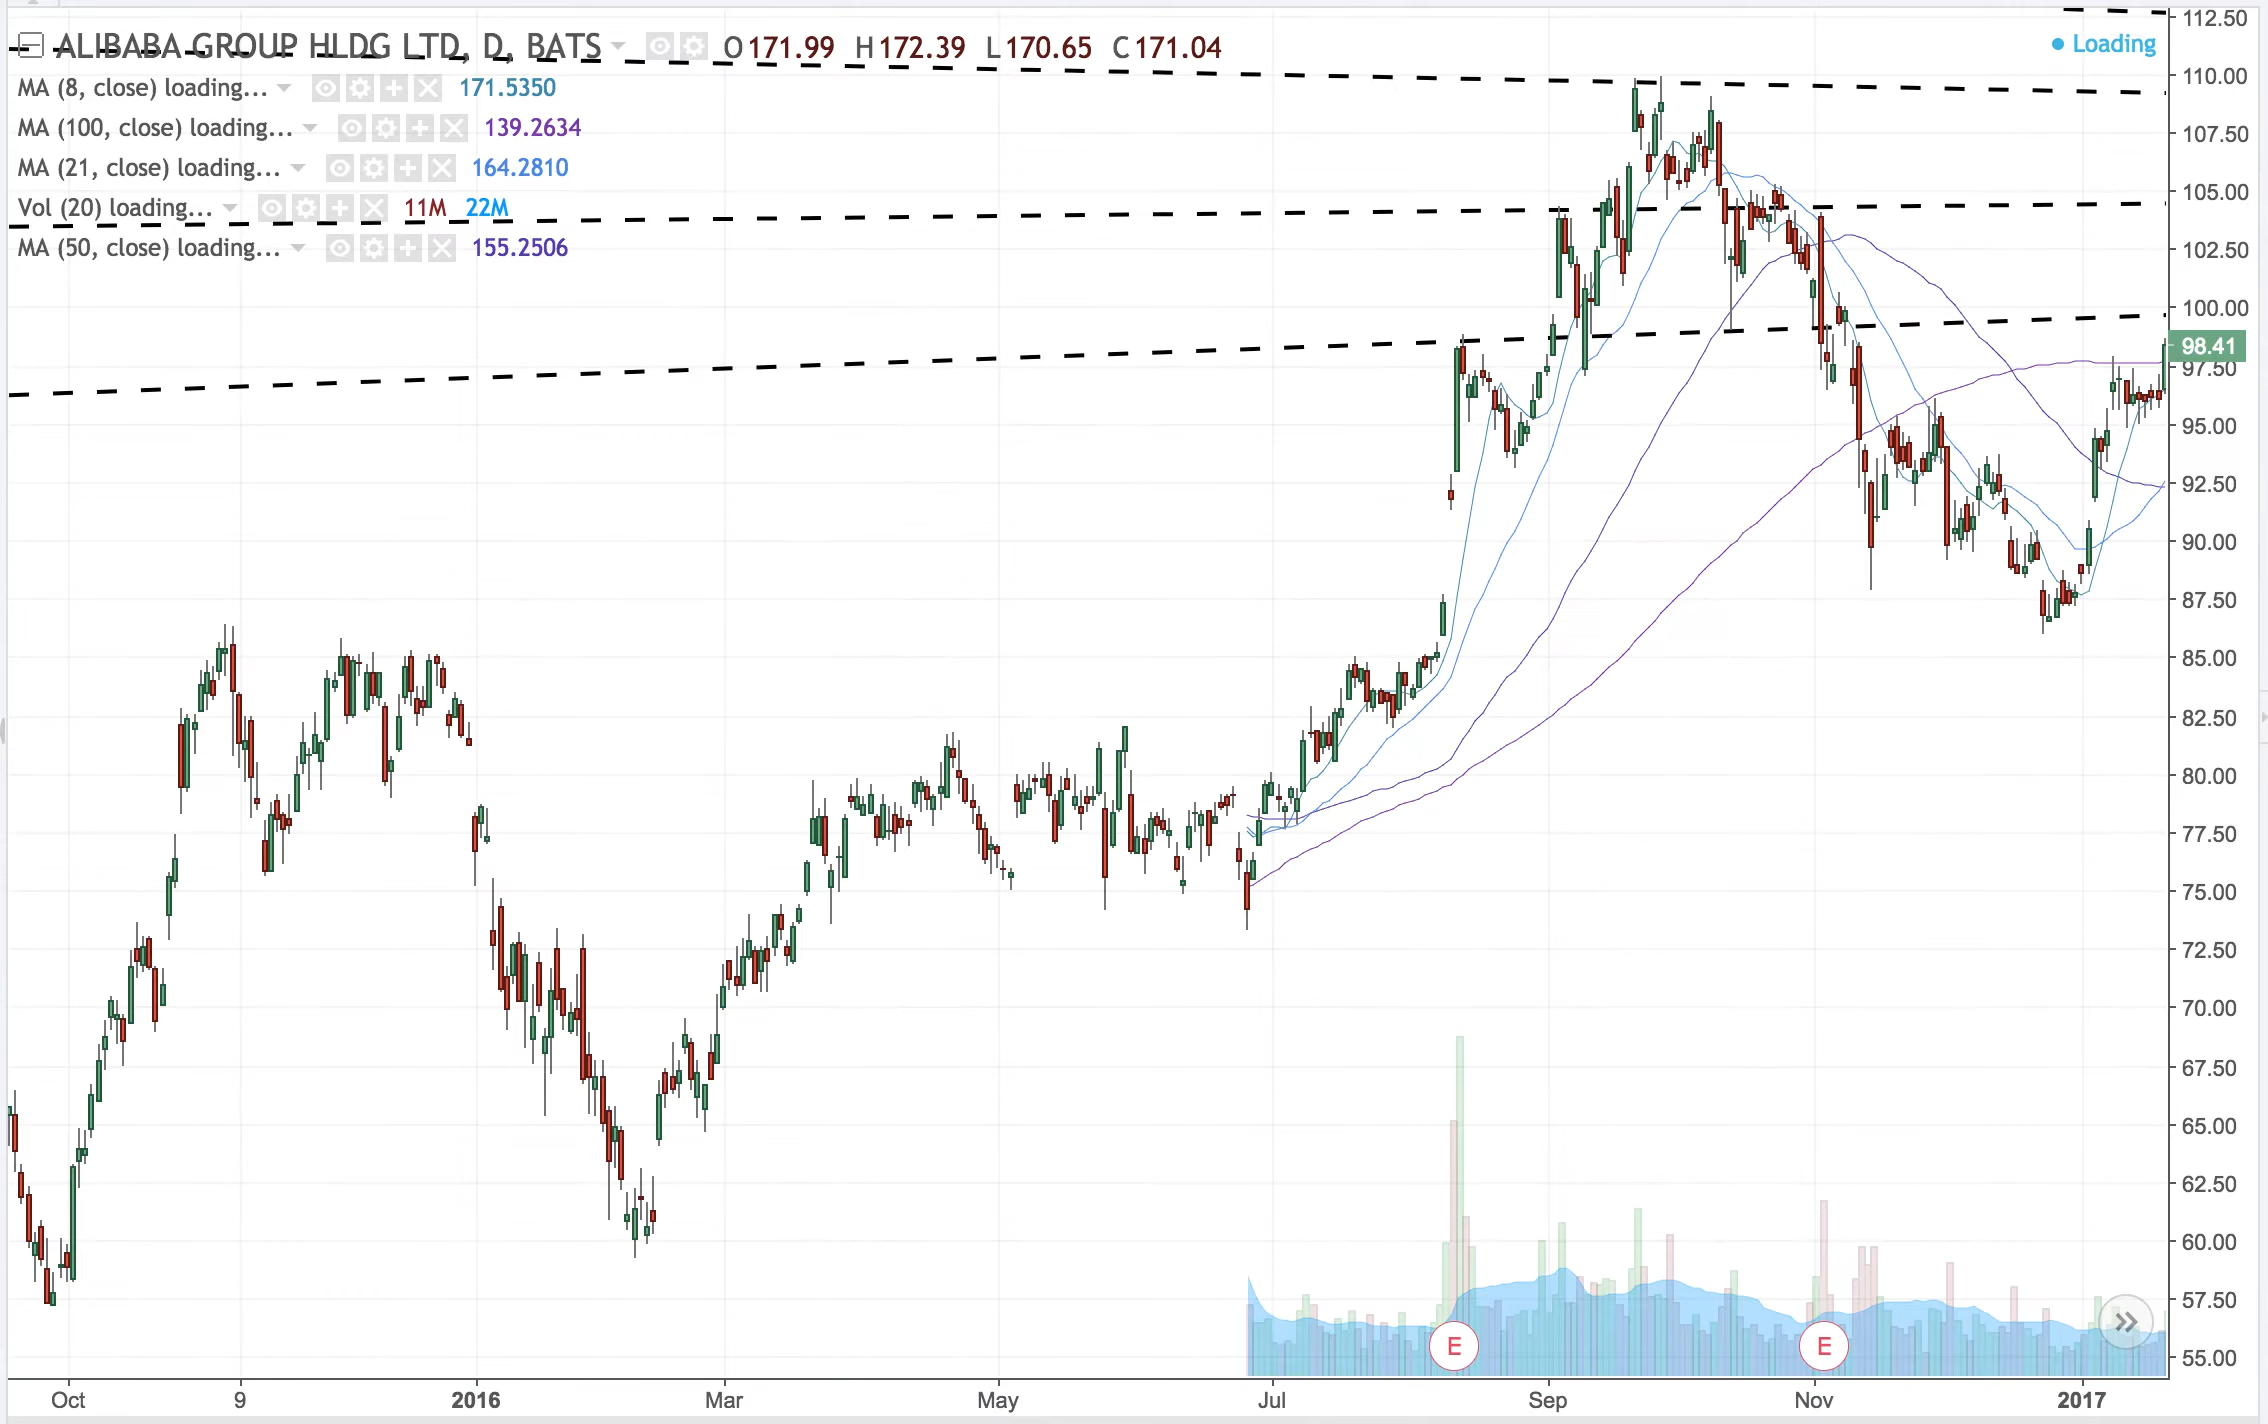 ALIBABA GROUP HLDG LTD, D, BATS O171.99 H172.39 L170.65 C171.04
Loading
MA (8, close) loading... 171.5350
MA (100, close) loading... 139.2634
MA (21, close) loading... 164.2810
Vol (20) loading... 11M 22M
MA (50, close) loading... 155.2506
112.50
110.00
107.50
105.00
102.50
100.00
98.41
97.50
95.00
92.50
90.00
87.50
85.00
82.50
80.00
77.50
75.00
72.50
70.00
67.50
65.00
62.50
60.00
57.50
55.00
E E
Oct 9 2016 Mar May Jul Sep Nov 2017